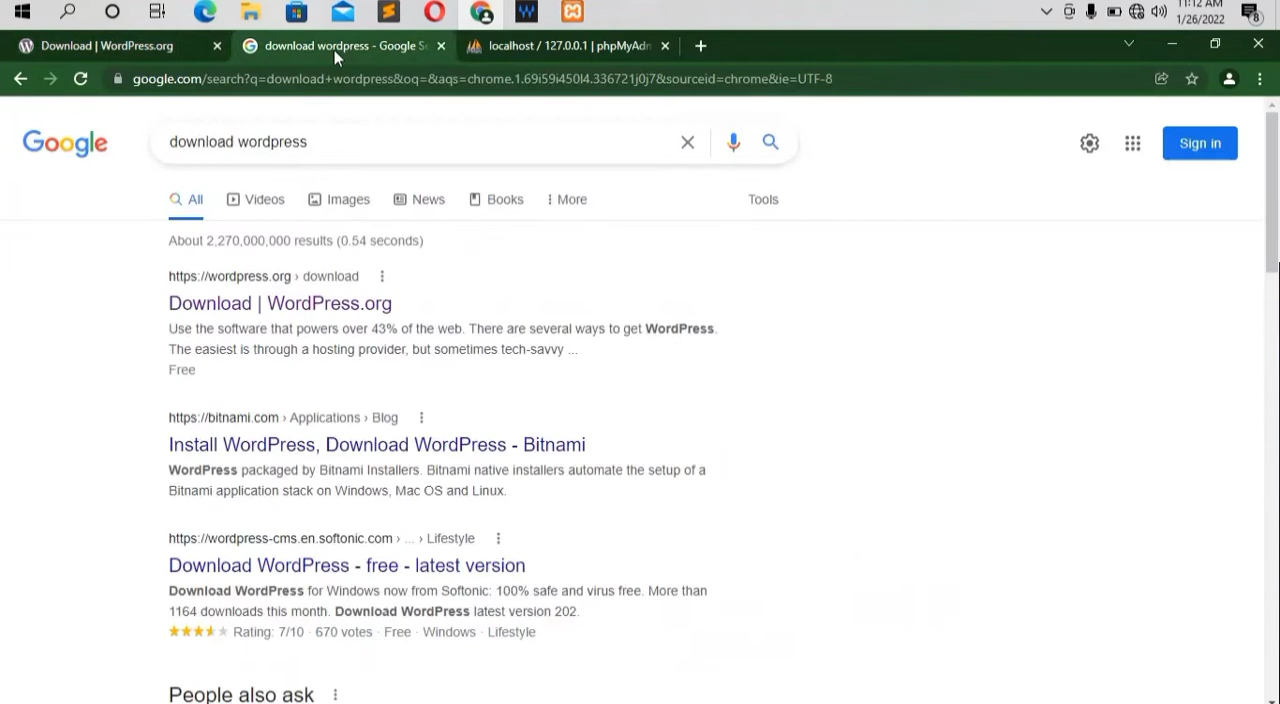 11:12 AM
1/26/2022
8
Download | WordPress.org
download wordpress - Google Se
localhost / 127.0.0.1 | phpMyAdn
google.com/search?q=download+wordpress&oq=&aqs=chrome.1.69i59i450l4.336721j0j7&sourceid=chrome&ie=UTF-8
Google
download wordpress
Sign in
All
Videos
Images
News
Books
More
Tools
About 2,270,000,000 results (0.54 seconds)
https://wordpress.org › download
Download | WordPress.org
Use the software that powers over 43% of the web. There are several ways to get WordPress.
The easiest is through a hosting provider, but sometimes tech-savvy ...
Free
https://bitnami.com › Applications › Blog
Install WordPress, Download WordPress - Bitnami
WordPress packaged by Bitnami Installers. Bitnami native installers automate the setup of a
Bitnami application stack on Windows, Mac OS and Linux.
https://wordpress-cms.en.softonic.com › ... › Lifestyle
Download WordPress - free - latest version
Download WordPress for Windows now from Softonic: 100% safe and virus free. More than
1164 downloads this month. Download WordPress latest version 202.
Rating: 7/10 · 670 votes · Free · Windows · Lifestyle
People also ask